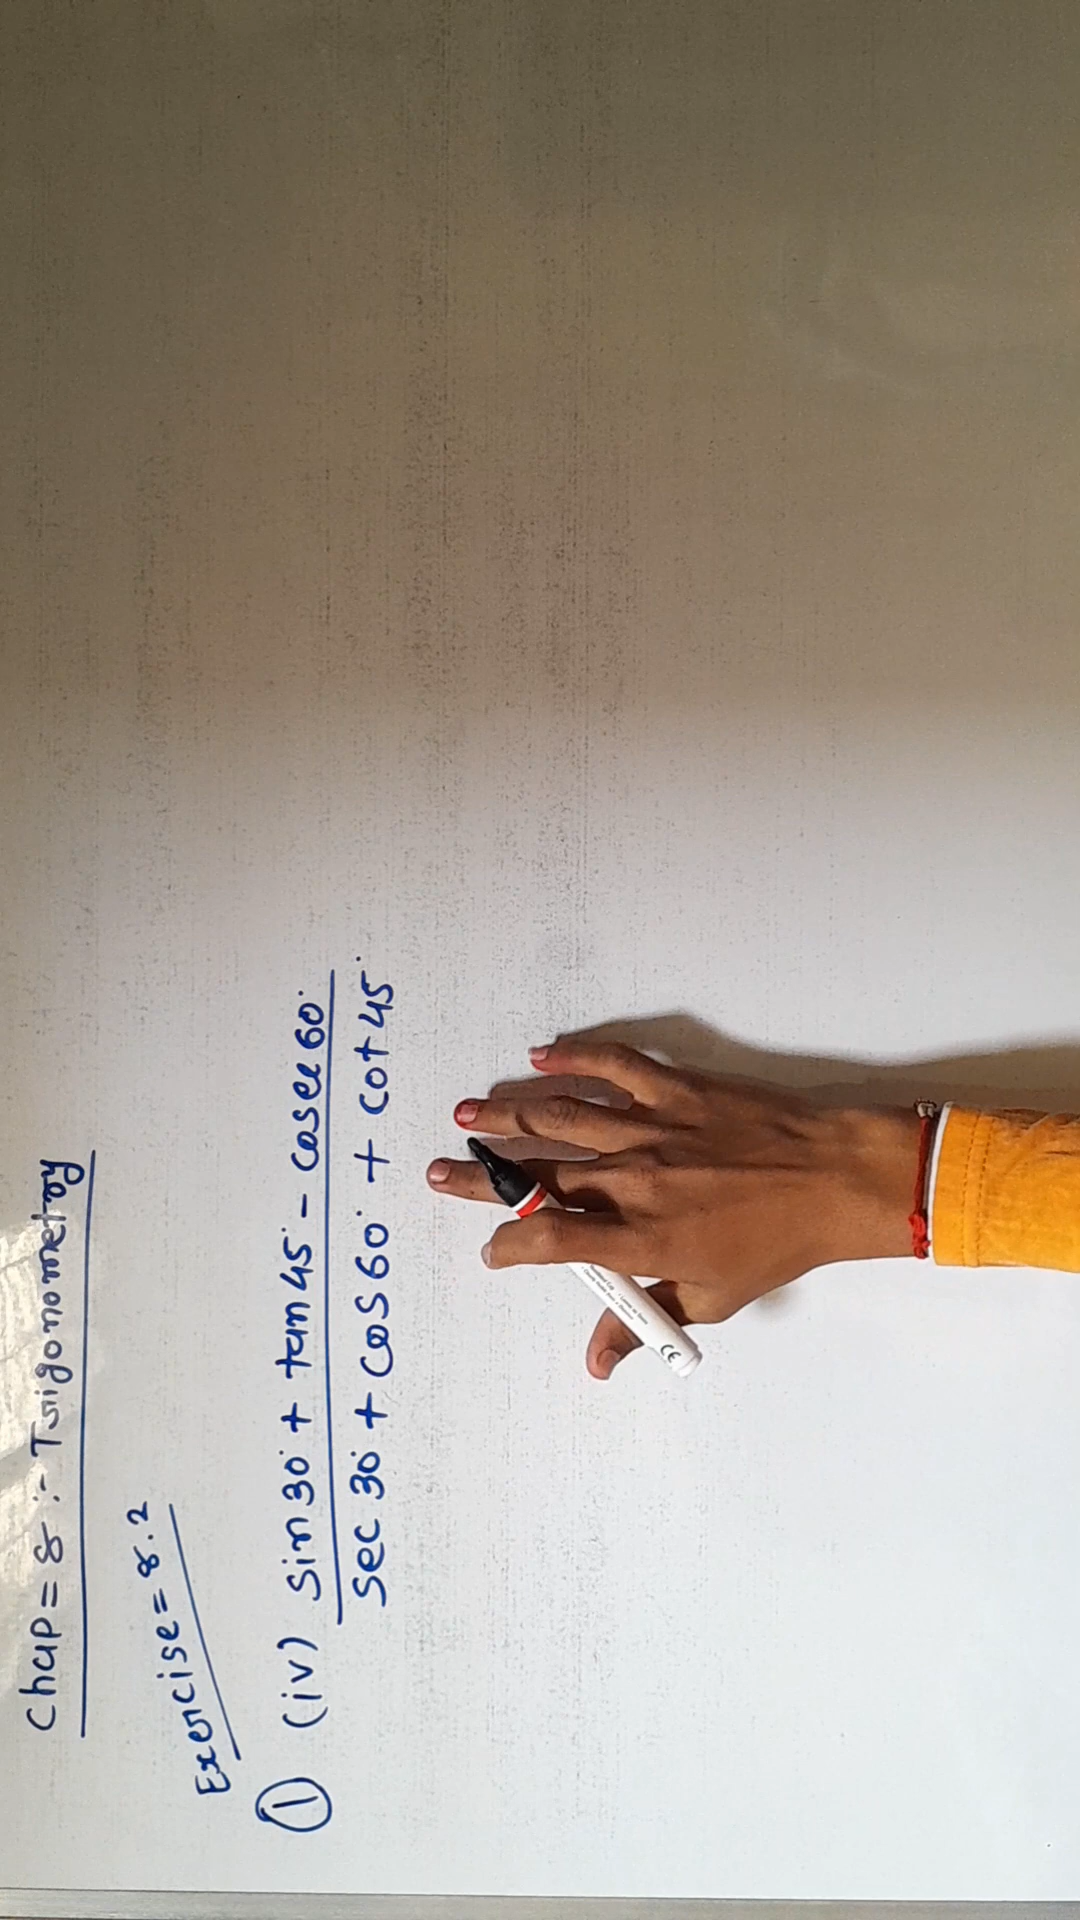 Chap = 8 :- Trigonometry
Exercise = 8.2
① (iv) sin 30° + tan 45° - cosec 60°
sec 30° + cos 60° + cot 45°
CE